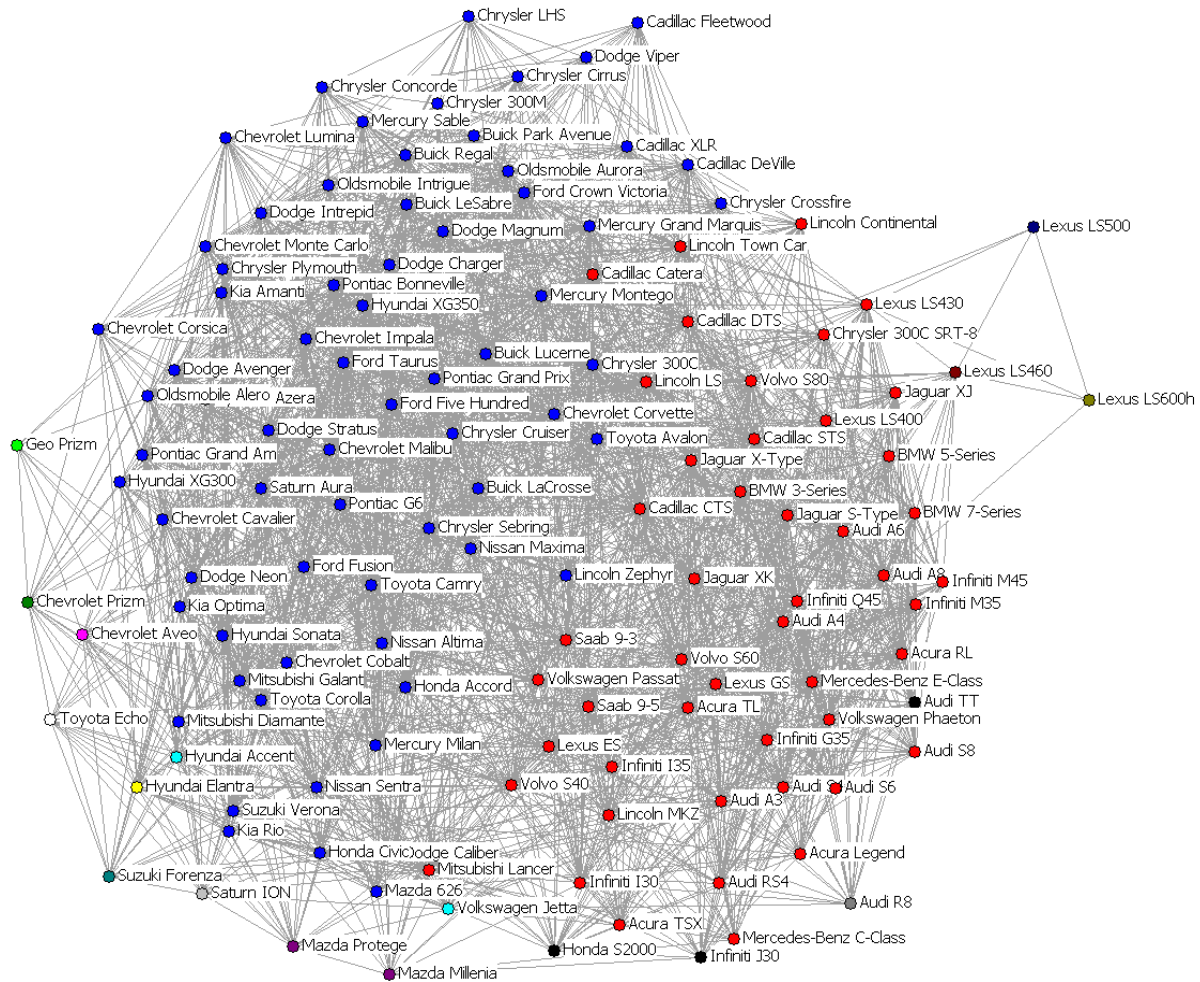 Chrysler LHS
Cadillac Fleetwood
Dodge Viper
Chrysler Cirrus
Chrysler Concorde
Chrysler 300M
Mercury Sable
Buick Park Avenue
Chevrolet Lumina
Cadillac XLR
Buick Regal
Cadillac DeVille
Oldsmobile Aurora
Oldsmobile Intrigue
Ford Crown Victoria
Buick LeSabre
Chrysler Crossfire
Dodge Intrepid
Lincoln Continental
Mercury Grand Marquis
Lexus LS500
Dodge Magnum
Chevrolet Monte Carlo
Lincoln Town Car
Dodge Charger
Chrysler Plymouth
Cadillac Catera
Pontiac Bonneville
Kia Amanti
Mercury Montego
Hyundai XG350
Lexus LS430
Cadillac DTS
Chevrolet Corsica
Chrysler 300C SRT-8
Chevrolet Impala
Buick Lucerne
Ford Taurus
Chrysler 300C
Dodge Avenger
Lexus LS460
Pontiac Grand Prix
Lincoln LS
Volvo S80
Jaguar XJ
Oldsmobile Alero
Azera
Lexus LS600h
Ford Five Hundred
Chevrolet Corvette
Lexus LS400
Dodge Stratus
Chrysler Cruiser
Toyota Avalon
Cadillac STS
Geo Prizm
Chevrolet Malibu
Pontiac Grand Am
BMW 5-Series
Jaguar X-Type
Hyundai XG300
Saturn Aura
Buick LaCrosse
BMW 3-Series
Pontiac G6
Cadillac CTS
Jaguar S-Type
BMW 7-Series
Chevrolet Cavalier
Chrysler Sebring
Audi A6
Nissan Maxima
Ford Fusion
Dodge Neon
Lincoln Zephyr
Jaguar XK
Audi A8
Infiniti M45
Toyota Camry
Chevrolet Prizm
Kia Optima
Infiniti Q45
Infiniti M35
Audi A4
Chevrolet Aveo
Hyundai Sonata
Nissan Altima
Saab 9-3
Acura RL
Chevrolet Cobalt
Volvo S60
Mitsubishi Galant
Volkswagen Passat
Honda Accord
Lexus GS
Mercedes-Benz E-Class
Toyota Corolla
Audi TT
Saab 9-5
Acura TL
Toyota Echo
Mitsubishi Diamante
Volkswagen Phaeton
Mercury Milan
Lexus ES
Infiniti G35
Audi S8
Hyundai Accent
Infiniti I35
Hyundai Elantra
Nissan Sentra
Volvo S40
Audi S6
Audi A3
Suzuki Verona
Lincoln MKZ
Kia Rio
Honda Civic
Dodge Caliber
Acura Legend
Mitsubishi Lancer
Suzuki Forenza
Infiniti I30
Audi RS4
Saturn ION
Mazda 626
Audi R8
Volkswagen Jetta
Acura TSX
Mercedes-Benz C-Class
Mazda Protege
Honda S2000
Infiniti J30
Mazda Millenia